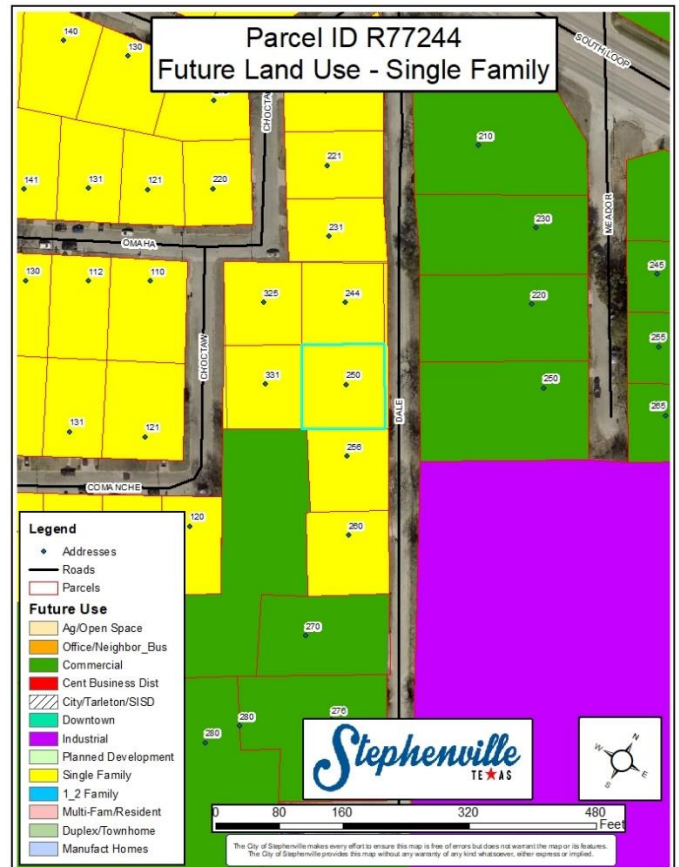 Parcel ID R77244
Future Land Use - Single Family
SOUTH LOOP
140
130
CHOCTAW
210
221
141
131
121
220
231
230
MEADOR
OMAHA
130
112
110
325
244
220
245
CHOCTAW
255
331
250
250
DALE
265
131
121
256
COMANCHE
120
260
270
280
280
276
Legend
Addresses
Roads
Parcels
Future Use
Ag/Open Space
Office/Neighbor_Bus
Commercial
Cent Business Dist
City/Tarleton/SISD
Downtown
Industrial
Planned Development
Single Family
1_2 Family
Multi-Fam/Resident
Duplex/Townhome
Manufact Homes
Stephenville
TEXAS
N
W
E
S
0 80 160 320 480
Feet
The City of Stephenville makes every effort to ensure this map is free of errors but does not warrant the map or its features.
The City of Stephenville provides this map without any warranty of any kind whatsoever, either express or implied.